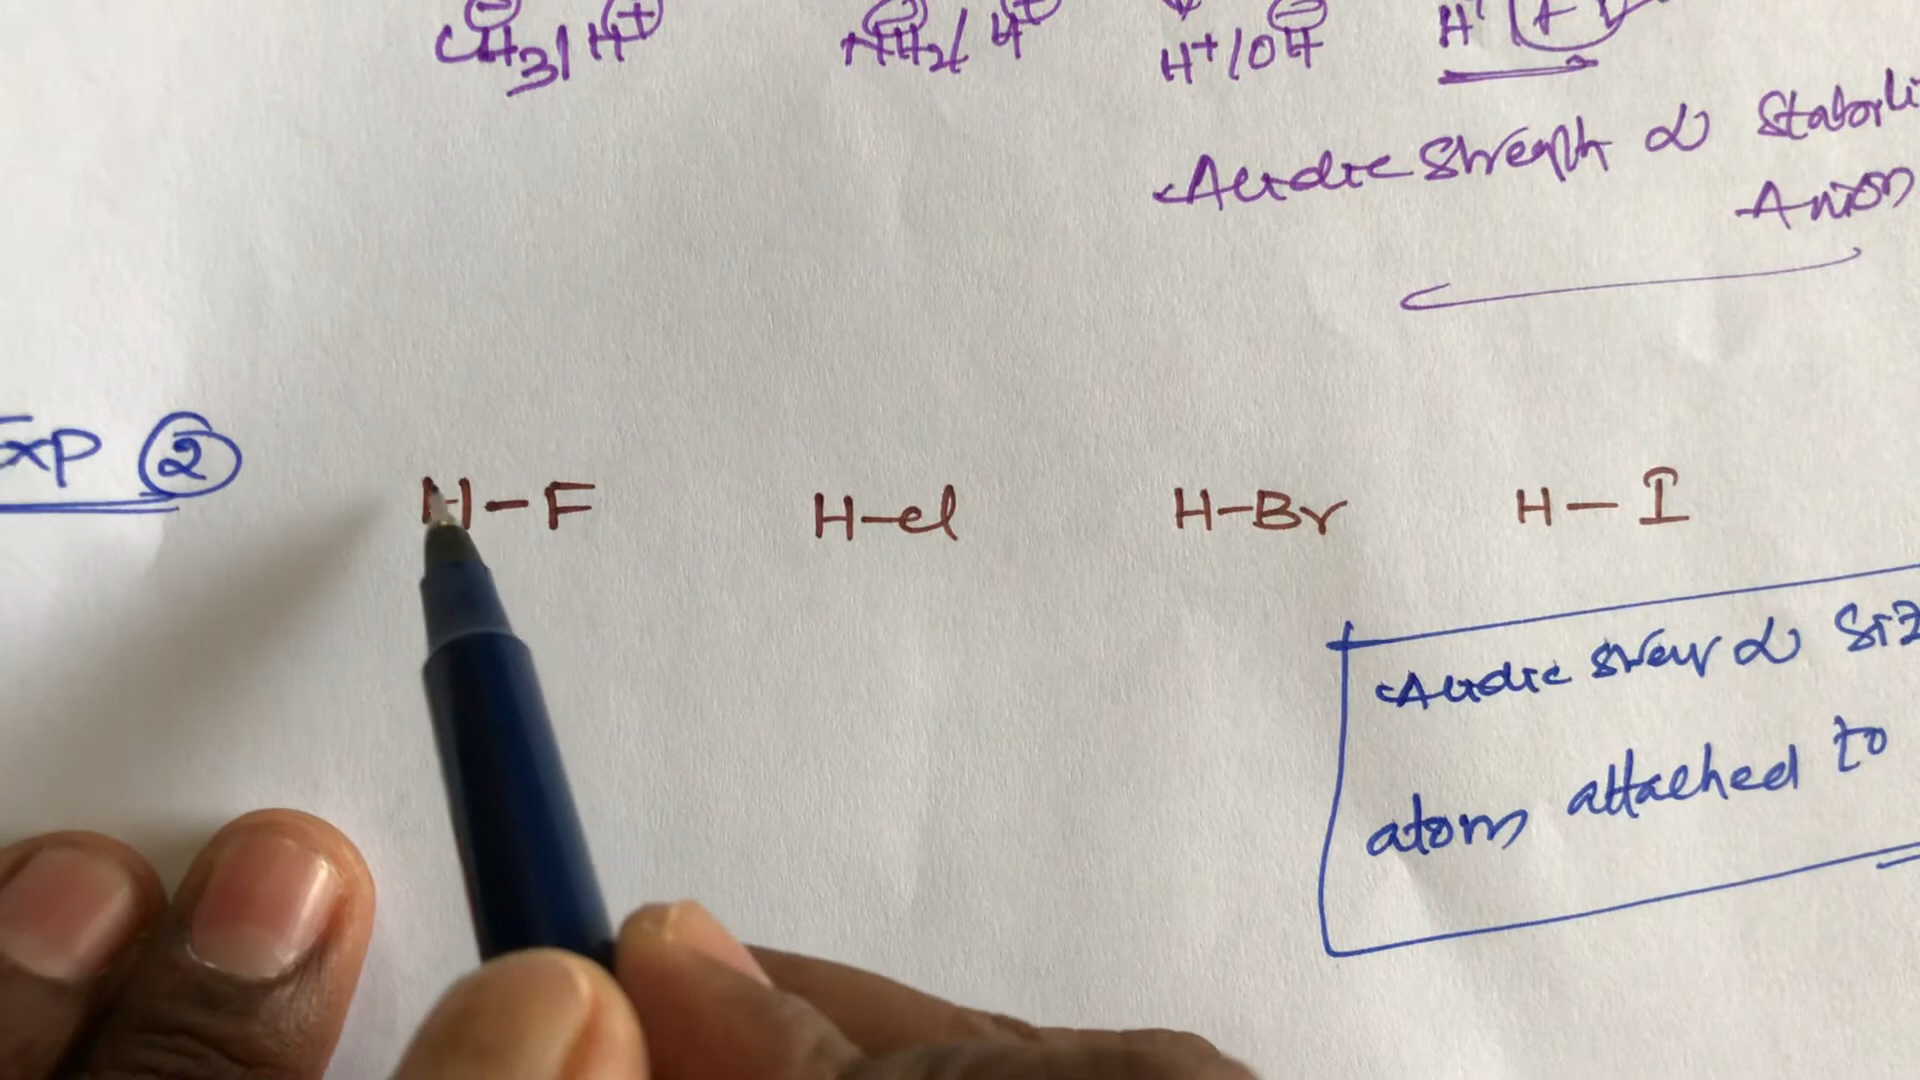 CH3/H+ NH2/H+ H+/OH H+
Acidic Strength ∝ Stabili
Anion
Exp ②
H-F H-Cl H-Br H-I
Acidic Stren ∝ Siz
atom attached to